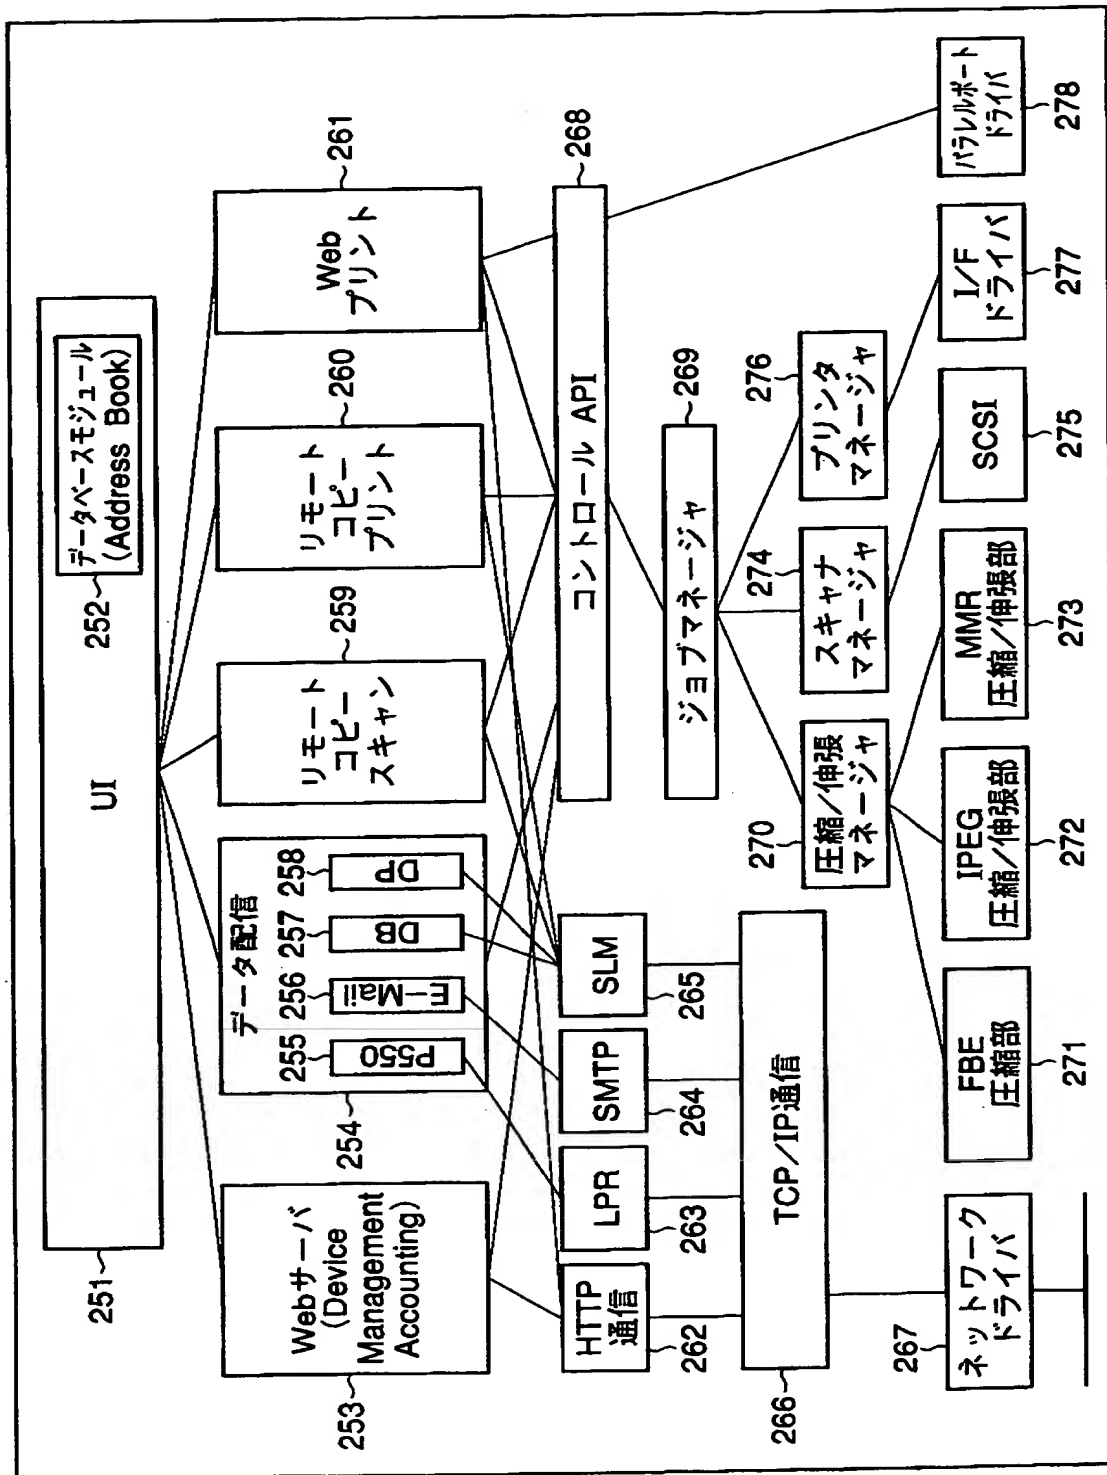 251
UI
252
データベースモジュール
(Address Book)
253
Webサーバ
(Device
Management
Accounting)
254
データ配信
255
P550
256
E-Mail
257
DB
258
DP
259
リモート
コピー
スキャン
260
リモート
コピー
プリント
261
Web
プリント
262
HTTP
通信
263
LPR
264
SMTP
265
SLM
268
コントロール API
266
TCP/IP通信
269
ジョブマネージャ
270
圧縮/伸張
マネージャ
274
スキャナ
マネージャ
276
プリンタ
マネージャ
267
ネットワーク
ドライバ
FBE
圧縮部
271
IPEG
圧縮/伸張部
272
MMR
圧縮/伸張部
273
SCSI
275
I/F
ドライバ
277
パラレルポート
ドライバ
278